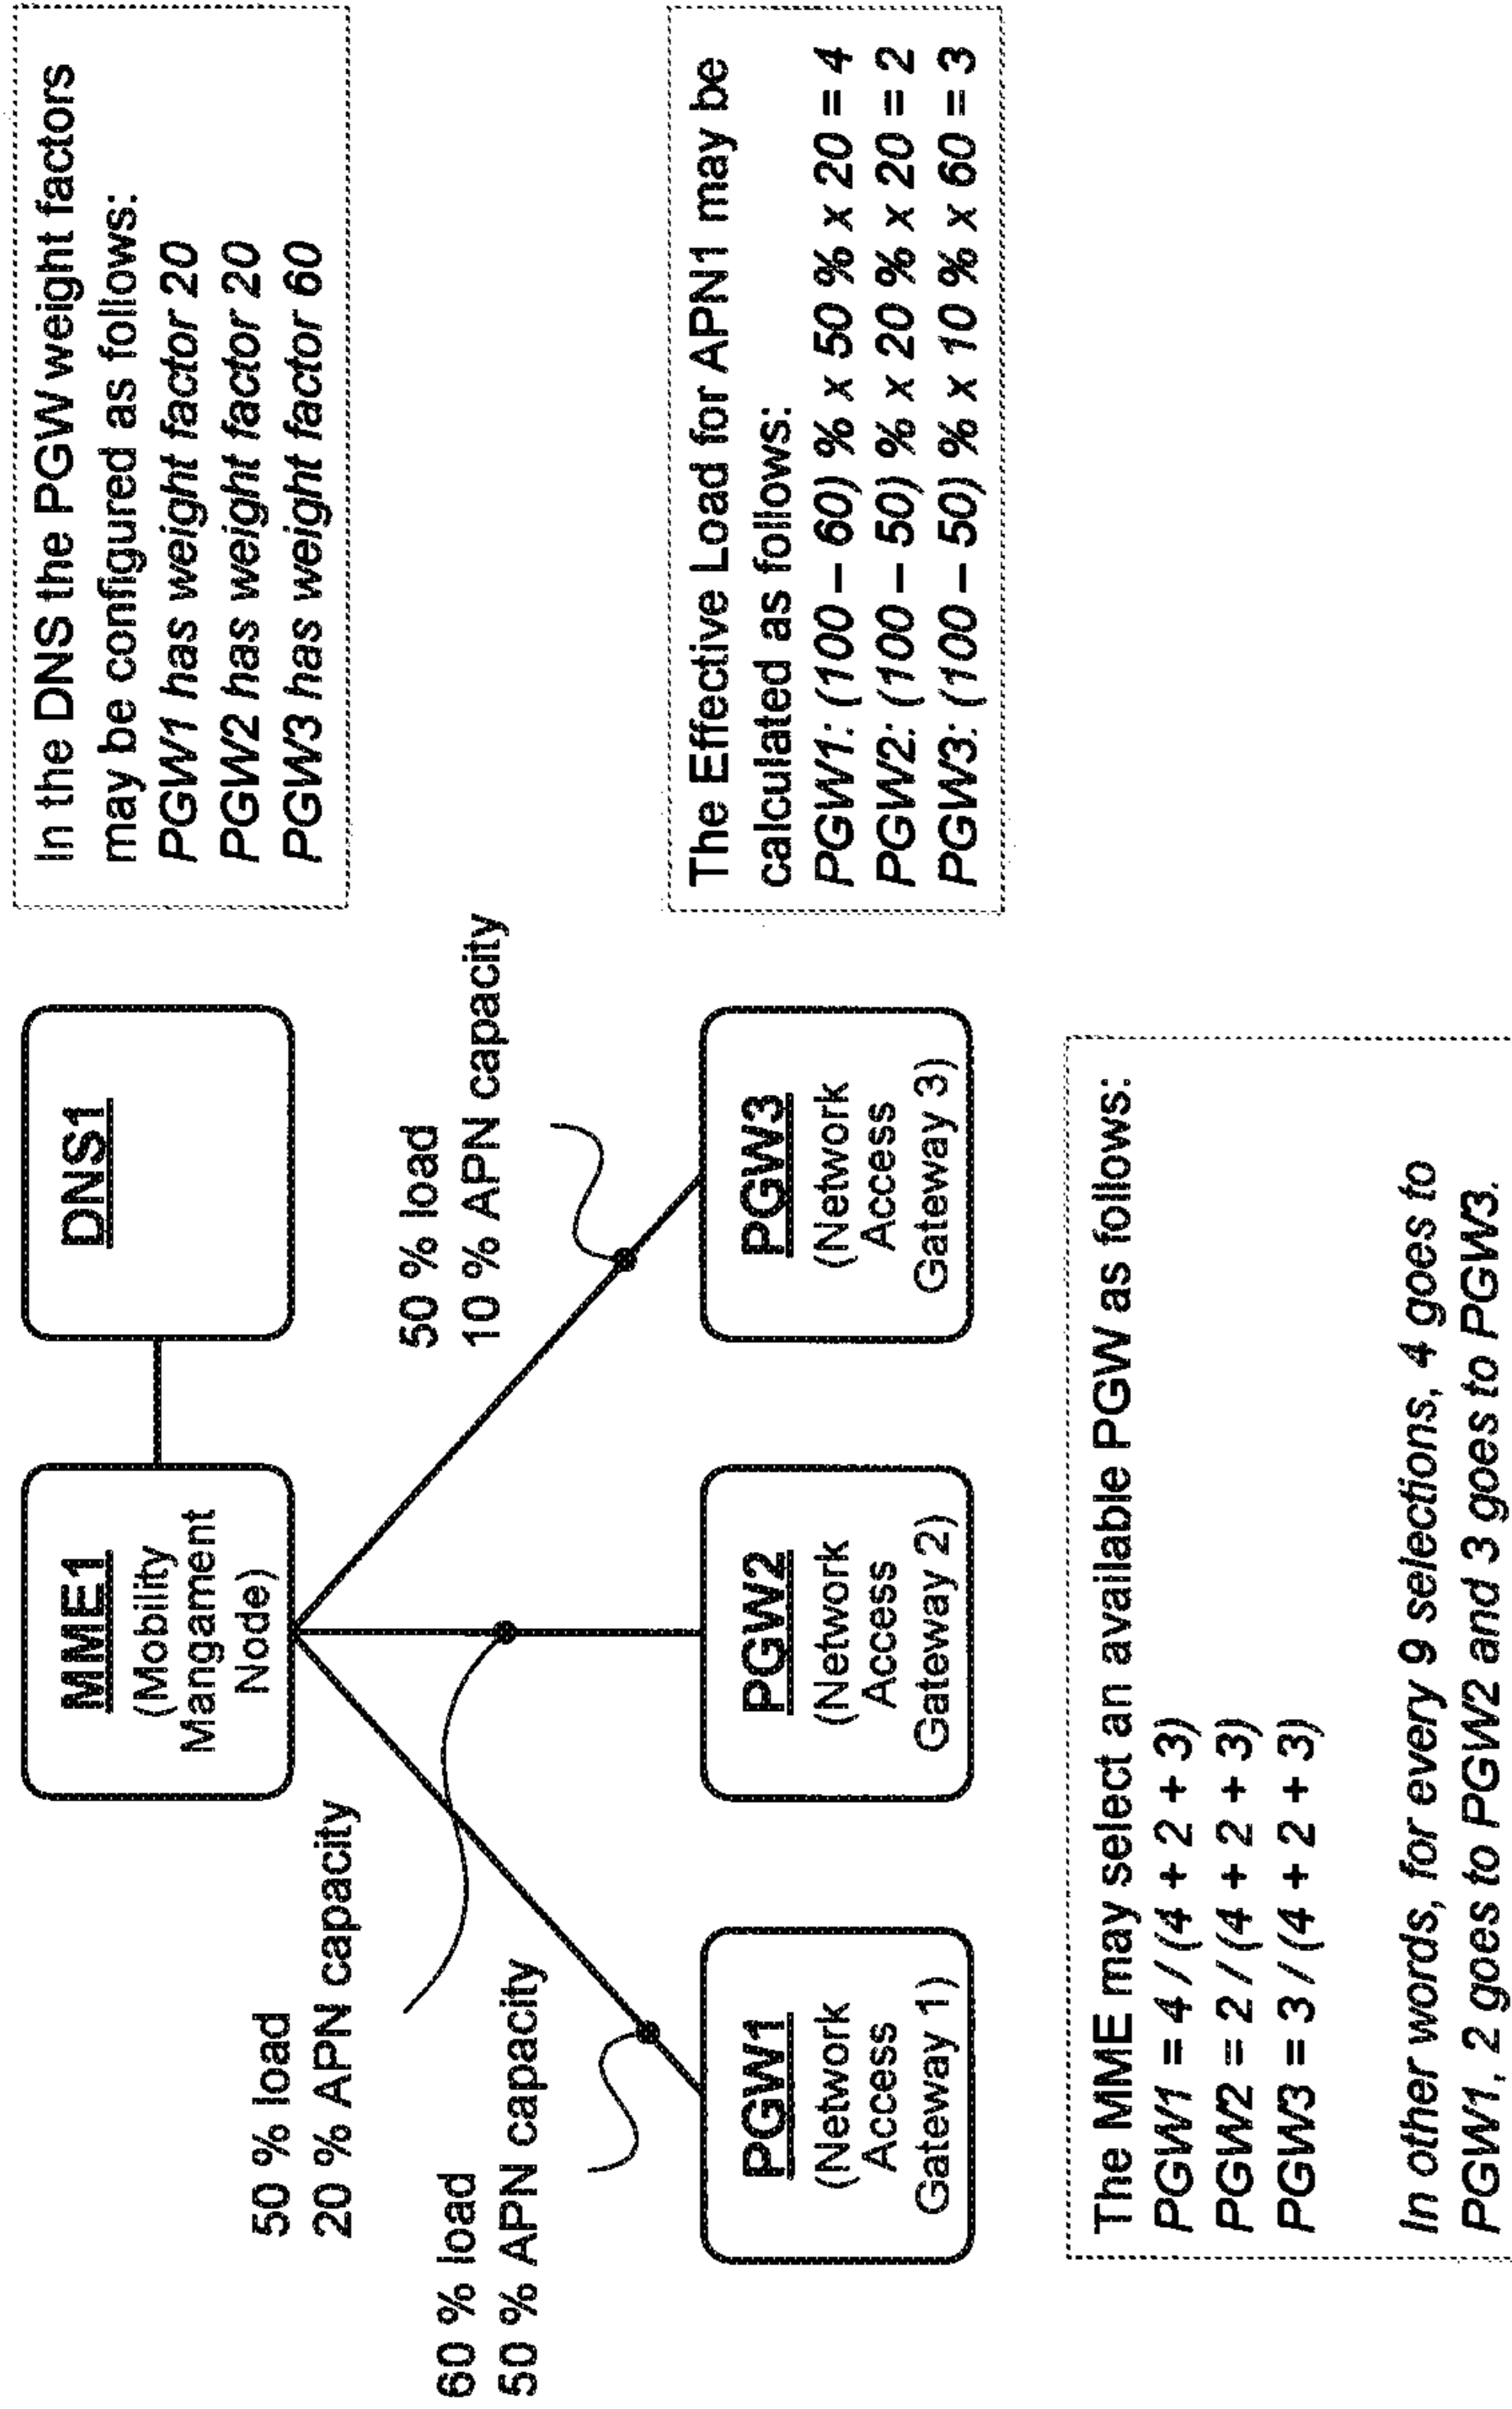 MME1
(Mobility
Mangament
Node)
DNS1
In the DNS the PGW weight factors
may be configured as follows:
PGW1 has weight factor 20
PGW2 has weight factor 20
PGW3 has weight factor 60
50 % load
20 % APN capacity
60 % load
50 % APN capacity
50 % load
10 % APN capacity
PGW1
(Network
Access
Gateway 1)
PGW2
(Network
Access
Gateway 2)
PGW3
(Network
Access
Gateway 3)
The Effective Load for APN1 may be
calculated as follows:
PGW1: (100 – 60) % x 50 % x 20 = 4
PGW2: (100 – 50) % x 20 % x 20 = 2
PGW3: (100 – 50) % x 10 % x 60 = 3
The MME may select an available PGW as follows:
PGW1 = 4 / (4 + 2 + 3)
PGW2 = 2 / (4 + 2 + 3)
PGW3 = 3 / (4 + 2 + 3)
In other words, for every 9 selections, 4 goes to
PGW1, 2 goes to PGW2 and 3 goes to PGW3.